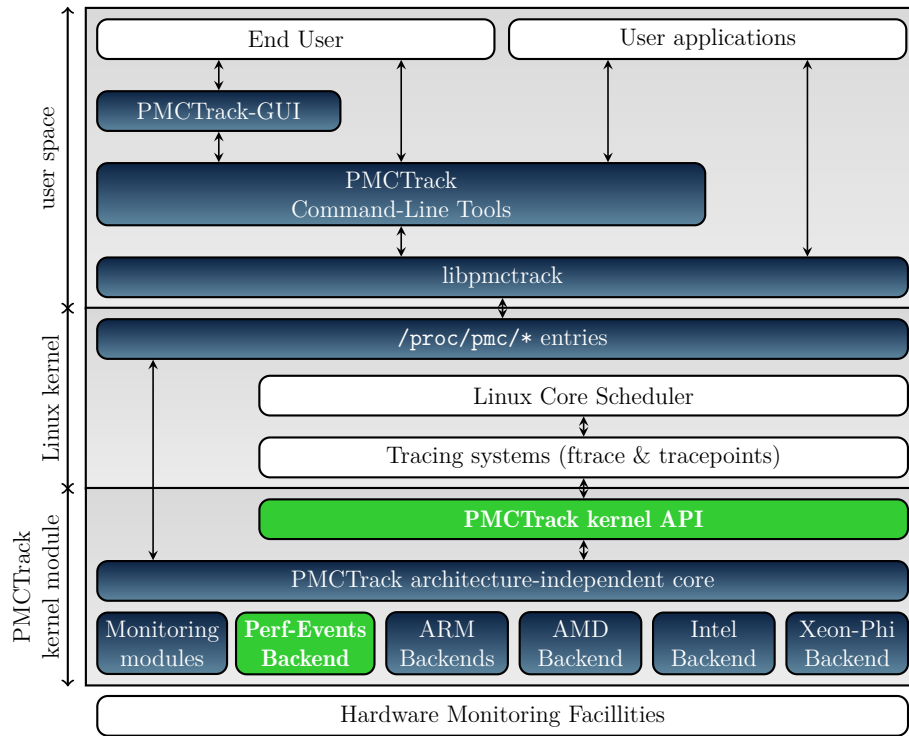 End User
User applications
PMCTrack-GUI
PMCTrack
Command-Line Tools
libpmctrack
user space
/proc/pmc/* entries
Linux Core Scheduler
Tracing systems (ftrace & tracepoints)
Linux kernel
PMCTrack kernel API
PMCTrack architecture-independent core
Monitoring
modules
Perf-Events
Backend
ARM
Backends
AMD
Backend
Intel
Backend
Xeon-Phi
Backend
PMCTrack
kernel module
Hardware Monitoring Facillities